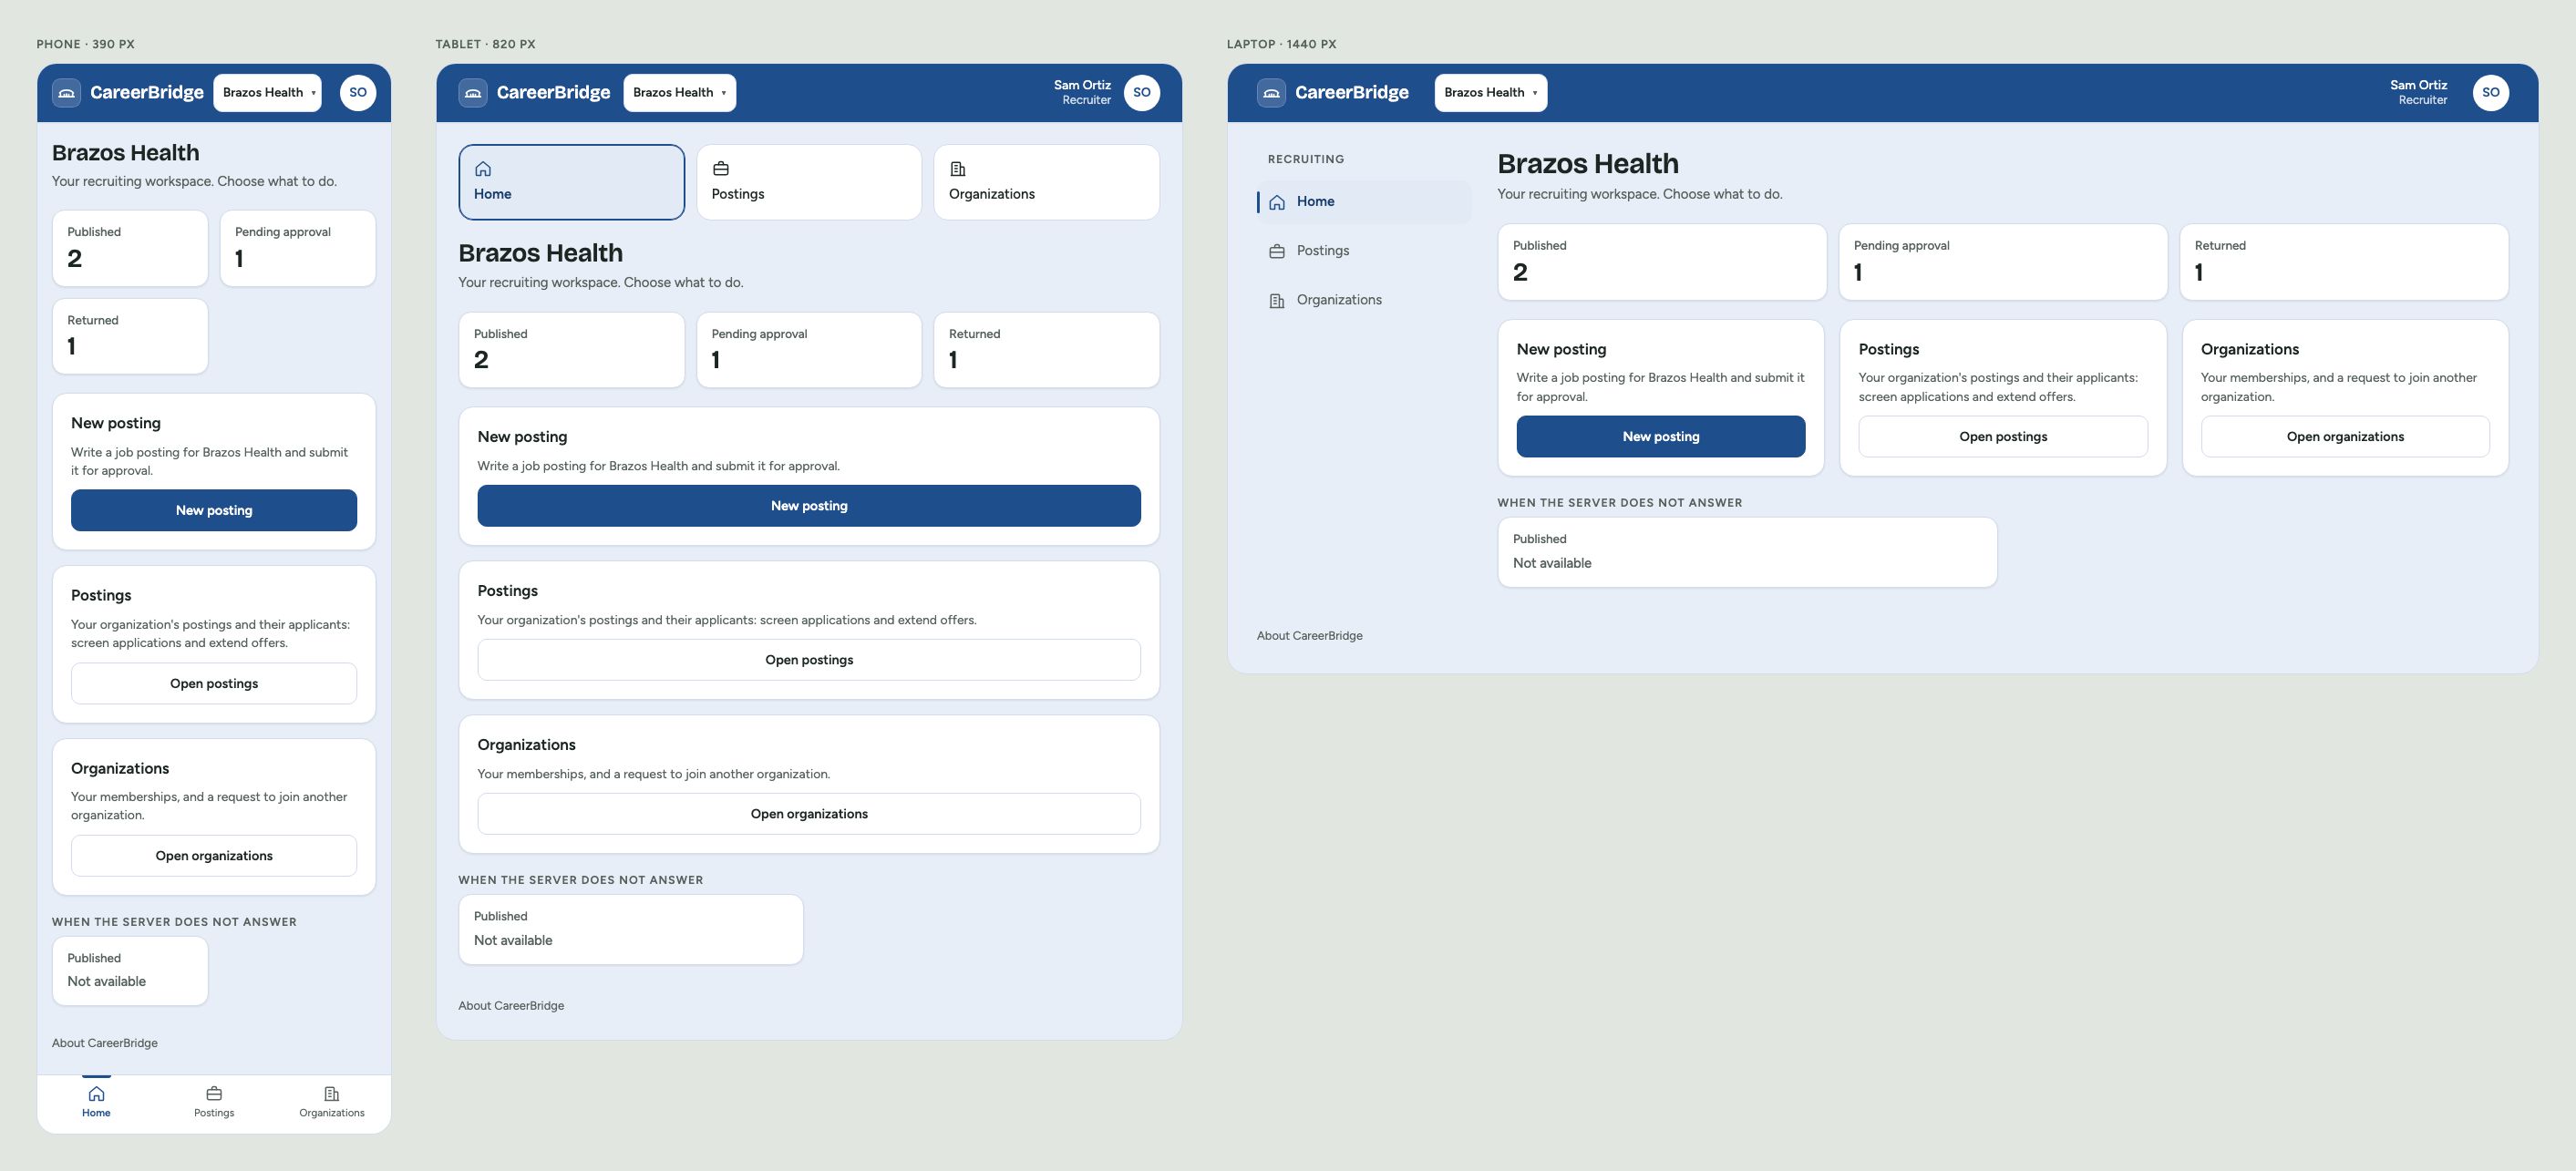 PHONE · 390 PX
CareerBridge
Brazos Health
SO
Brazos Health
Your recruiting workspace. Choose what to do.
Published
2
Pending approval
1
Returned
1
New posting
Write a job posting for Brazos Health and submit
it for approval.
New posting
Postings
Your organization's postings and their applicants:
screen applications and extend offers.
Open postings
Organizations
Your memberships, and a request to join another
organization.
Open organizations
WHEN THE SERVER DOES NOT ANSWER
Published
Not available
About CareerBridge
Home
Postings
Organizations
TABLET · 820 PX
CareerBridge
Brazos Health
Sam Ortiz
Recruiter
SO
Home
Postings
Organizations
Brazos Health
Your recruiting workspace. Choose what to do.
Published
2
Pending approval
1
Returned
1
New posting
Write a job posting for Brazos Health and submit it for approval.
New posting
Postings
Your organization's postings and their applicants: screen applications and extend offers.
Open postings
Organizations
Your memberships, and a request to join another organization.
Open organizations
WHEN THE SERVER DOES NOT ANSWER
Published
Not available
About CareerBridge
LAPTOP · 1440 PX
CareerBridge
Brazos Health
Sam Ortiz
Recruiter
SO
RECRUITING
Home
Postings
Organizations
Brazos Health
Your recruiting workspace. Choose what to do.
Published
2
Pending approval
1
Returned
1
New posting
Write a job posting for Brazos Health and submit it
for approval.
New posting
Postings
Your organization's postings and their applicants:
screen applications and extend offers.
Open postings
Organizations
Your memberships, and a request to join another
organization.
Open organizations
WHEN THE SERVER DOES NOT ANSWER
Published
Not available
About CareerBridge